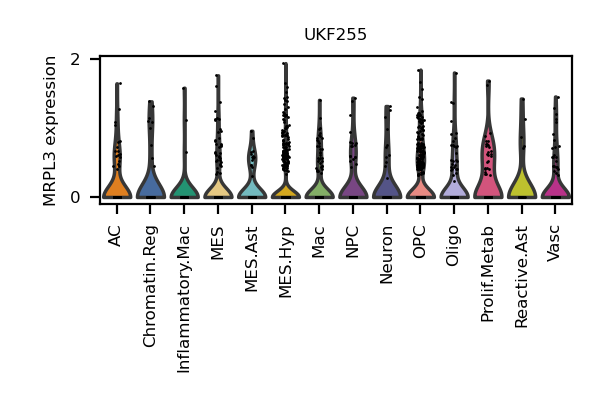 UKF255
MRPL3 expression
2
0
AC
Chromatin.Reg
Inflammatory.Mac
MES
MES.Ast
MES.Hyp
Mac
NPC
Neuron
OPC
Oligo
Prolif.Metab
Reactive.Ast
Vasc